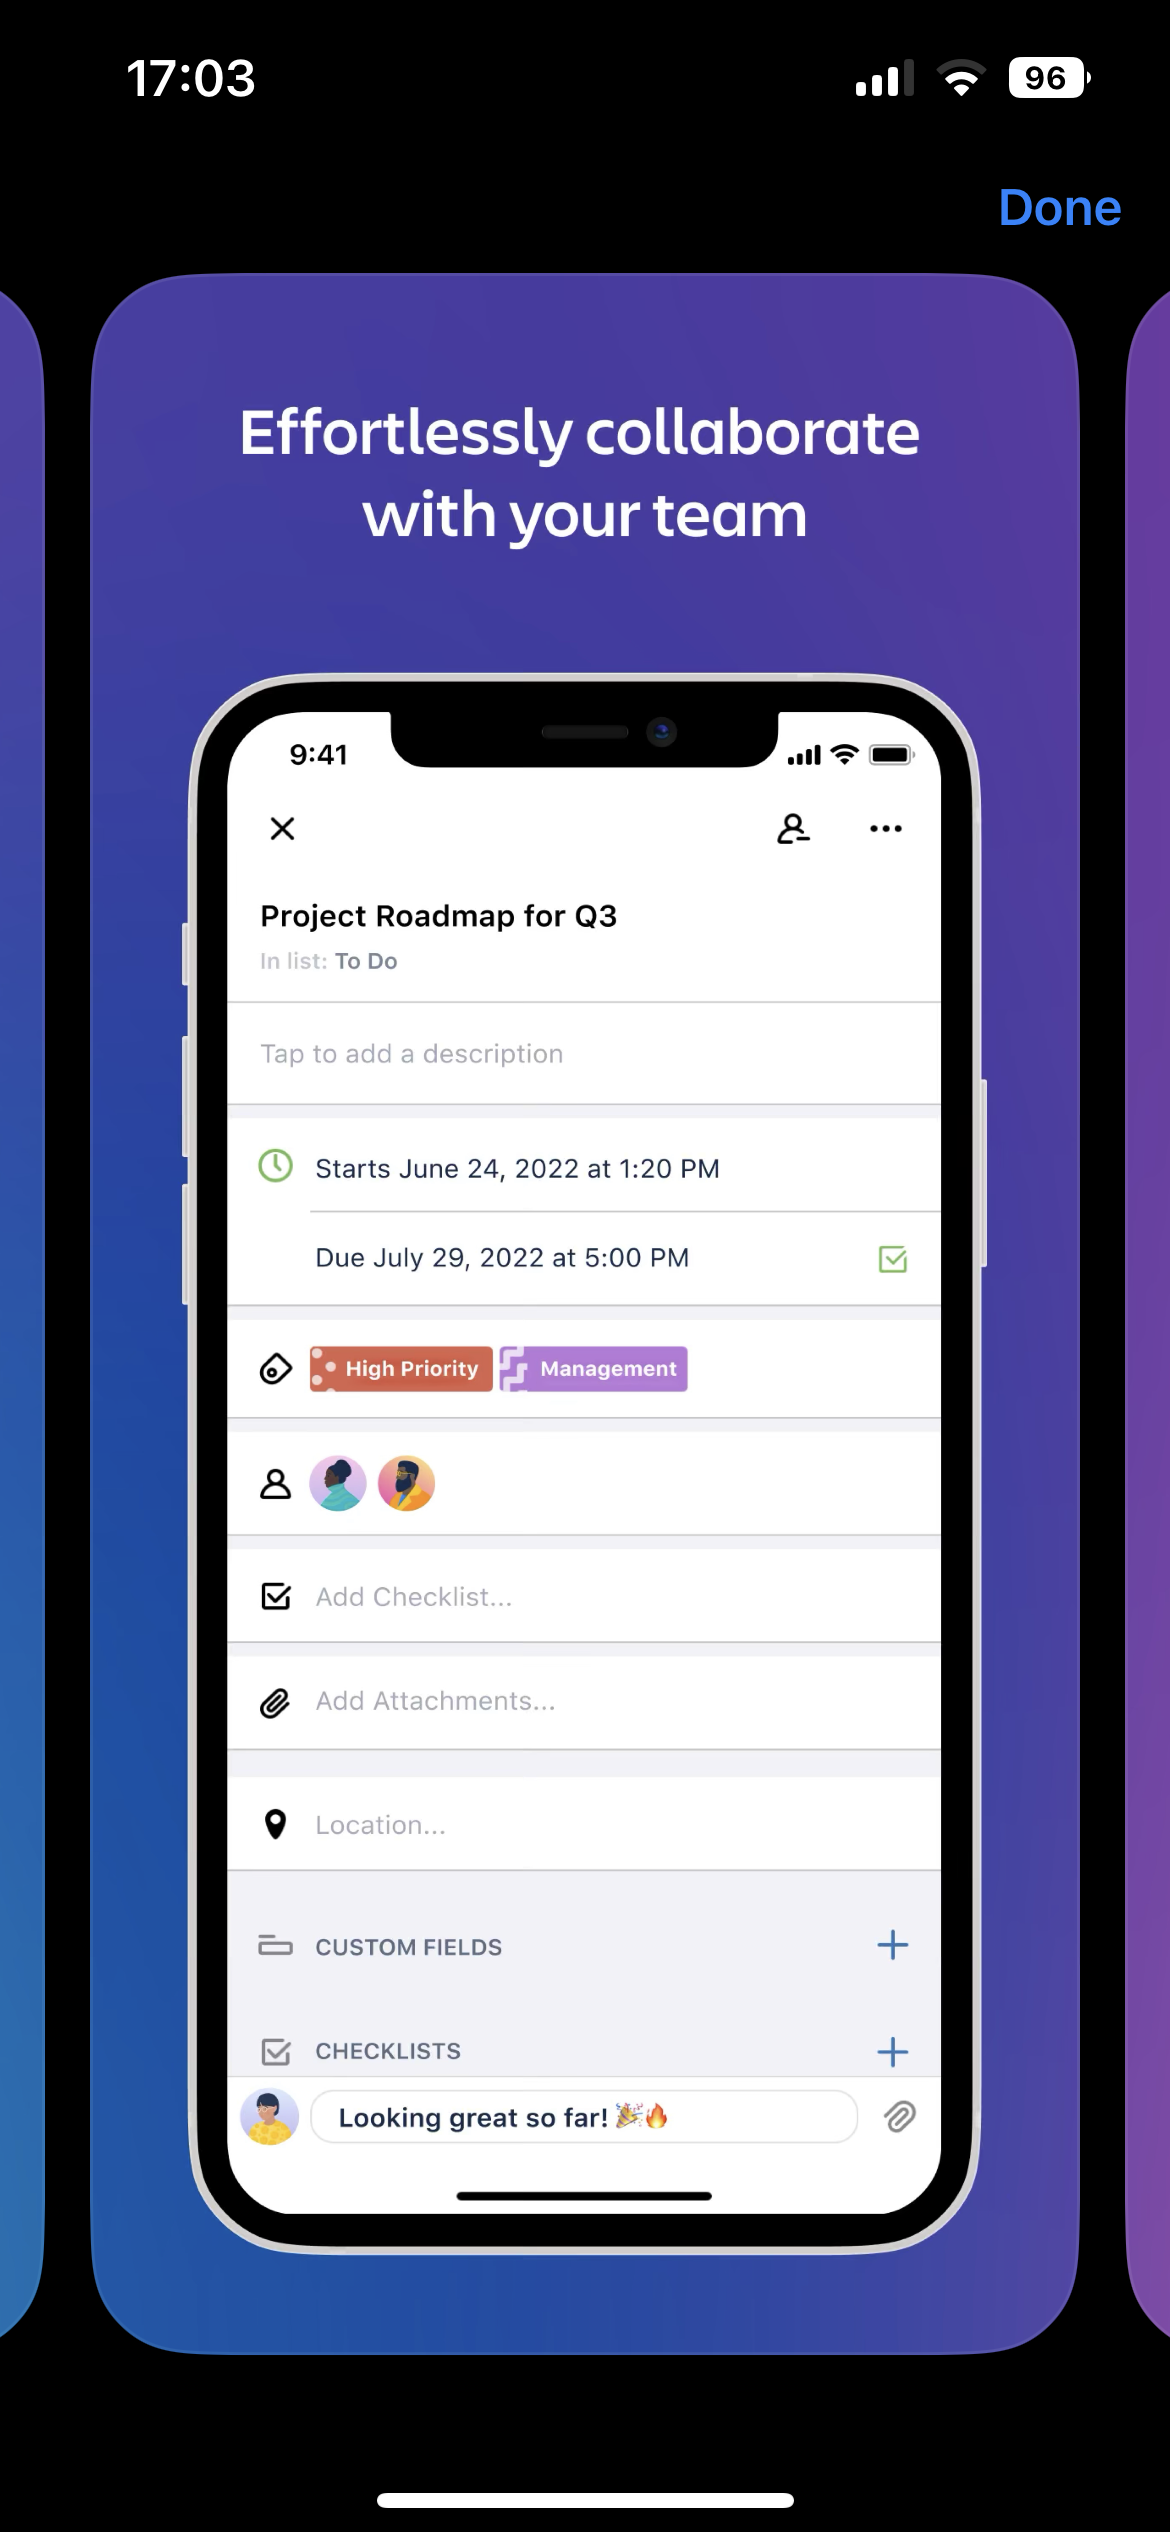 17:03
96
Done
Effortlessly collaborate
with your team
9:41
Project Roadmap for Q3
In list: To Do
Tap to add a description
Starts June 24, 2022 at 1:20 PM
Due July 29, 2022 at 5:00 PM
High Priority Management
Add Checklist...
Add Attachments...
Location...
CUSTOM FIELDS
CHECKLISTS
Looking great so far! 🎉🔥